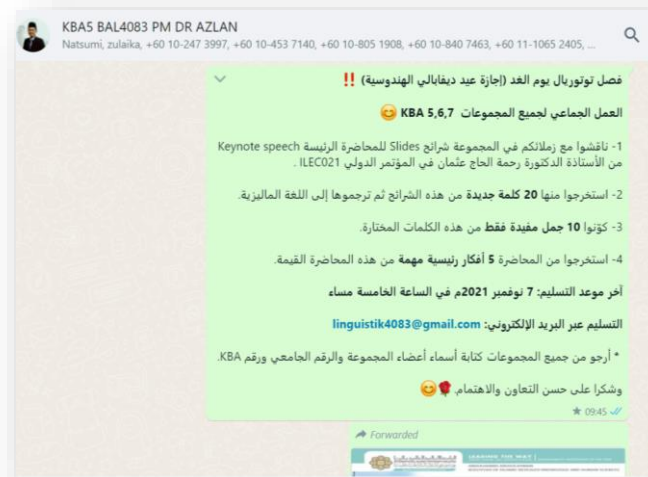 KBA5 BAL4083 PM DR AZLAN
Natsumi, zulaika, +60 10-247 3997, +60 10-453 7140, +60 10-805 1908, +60 10-840 7463, +60 11-1065 2405, ...
فصل توتوريال يوم الغد (إجازة عيد ديفابالي الهندوسية) ‼️
العمل الجماعي لجميع المجموعات KBA 5,6,7 😊
1- ناقشوا مع زملائكم في المجموعة شرائح Slides للمحاضرة الرئيسة Keynote speech
من الأستاذة الدكتورة رحمة الحاج عثمان في المؤتمر الدولي ILEC021 .
2- استخرجوا منها 20 كلمة جديدة من هذه الشرائح ثم ترجموها إلى اللغة الماليزية.
3- كوّنوا 10 جمل مفيدة فقط من هذه الكلمات المختارة.
4- استخرجوا من المحاضرة 5 أفكار رئيسية مهمة من هذه المحاضرة القيمة.
آخر موعد التسليم: 7 نوفمبر 2021م في الساعة الخامسة مساء
التسليم عبر البريد الإلكتروني: linguistik4083@gmail.com
* أرجو من جميع المجموعات كتابة أسماء أعضاء المجموعة والرقم الجامعي ورقم KBA.
وشكرا على حسن التعاون والاهتمام. 🌹😊
09:45
Forwarded